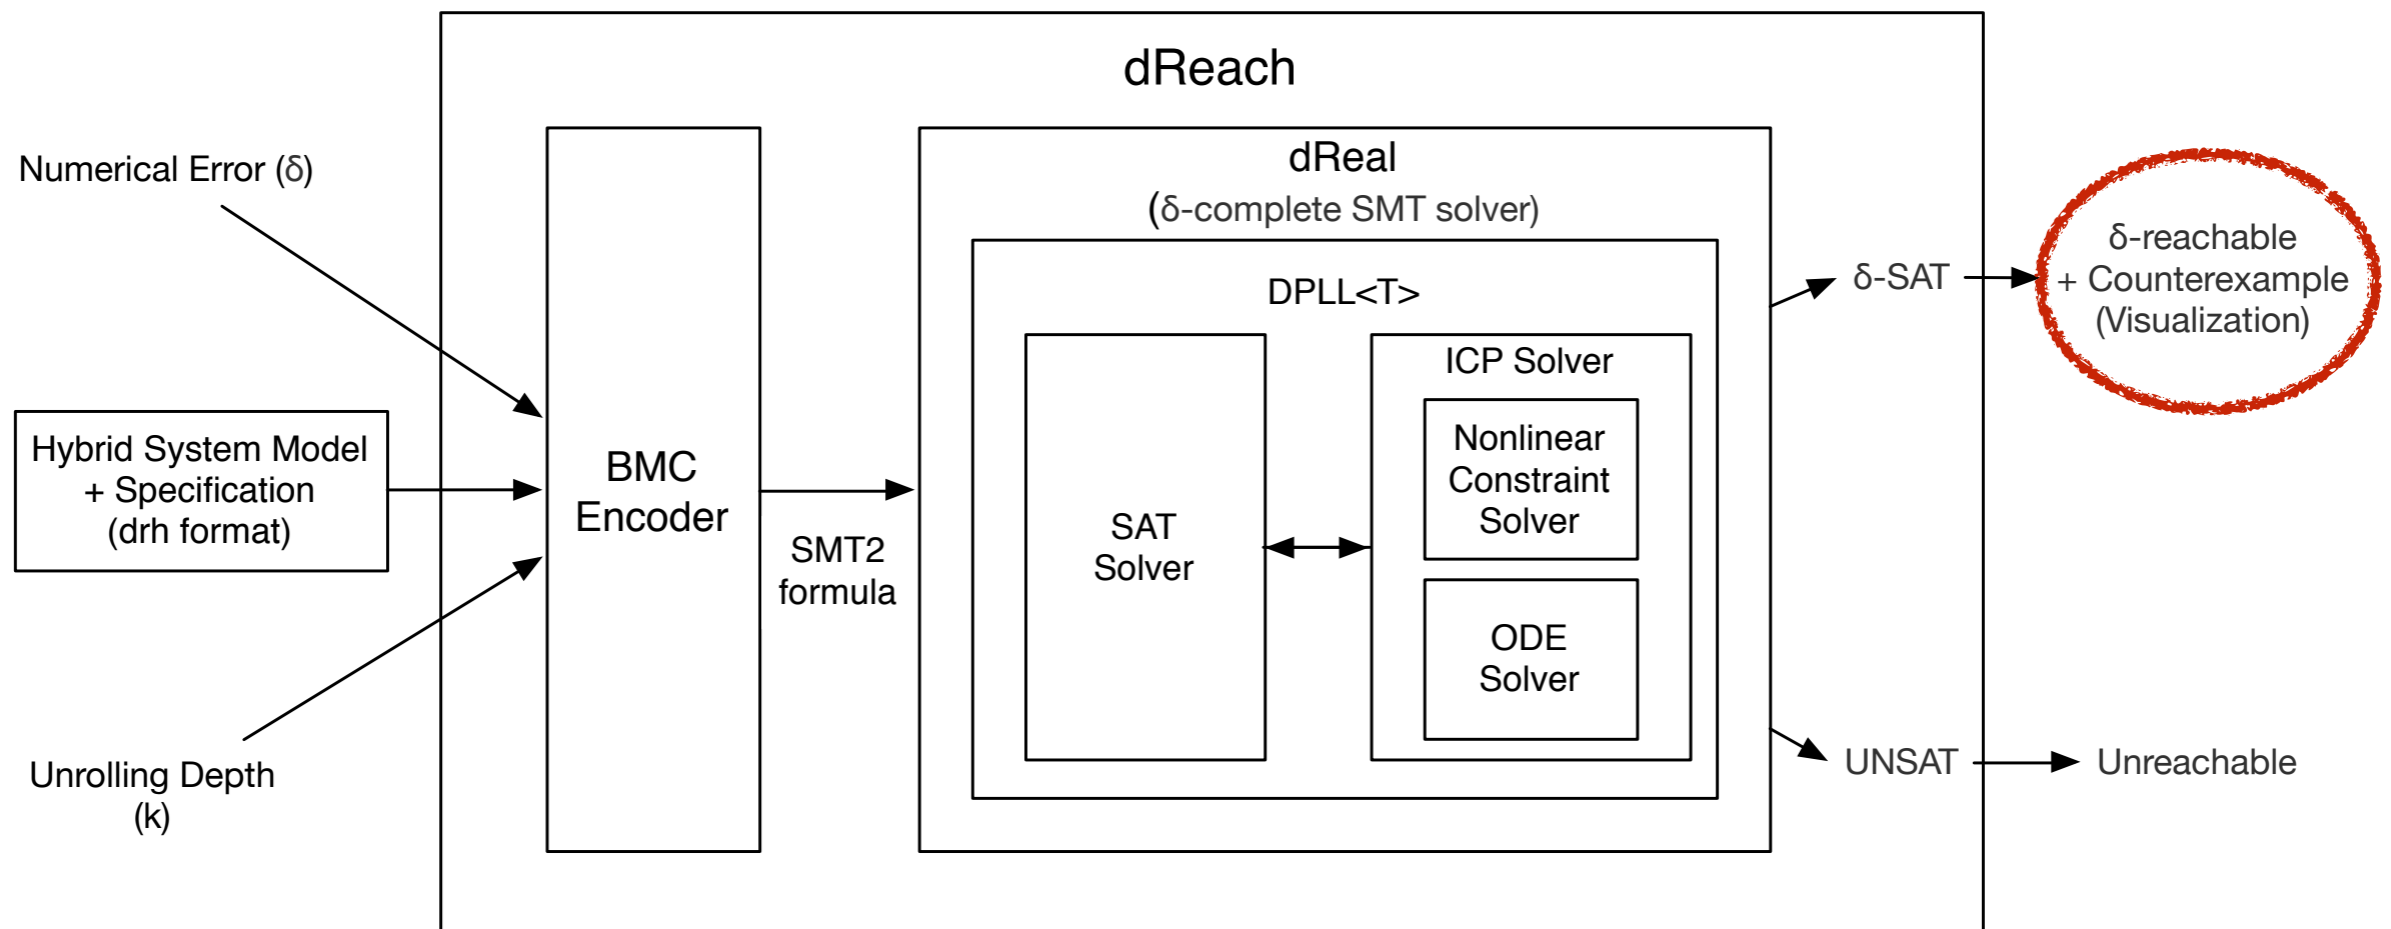 dReach
Numerical Error (δ)
Hybrid System Model
+ Specification
(drh format)
Unrolling Depth
(k)
BMC
Encoder
SMT2
formula
dReal
(δ-complete SMT solver)
DPLL<T>
SAT
Solver
ICP Solver
Nonlinear
Constraint
Solver
ODE
Solver
δ-SAT
δ-reachable
+ Counterexample
(Visualization)
UNSAT
Unreachable